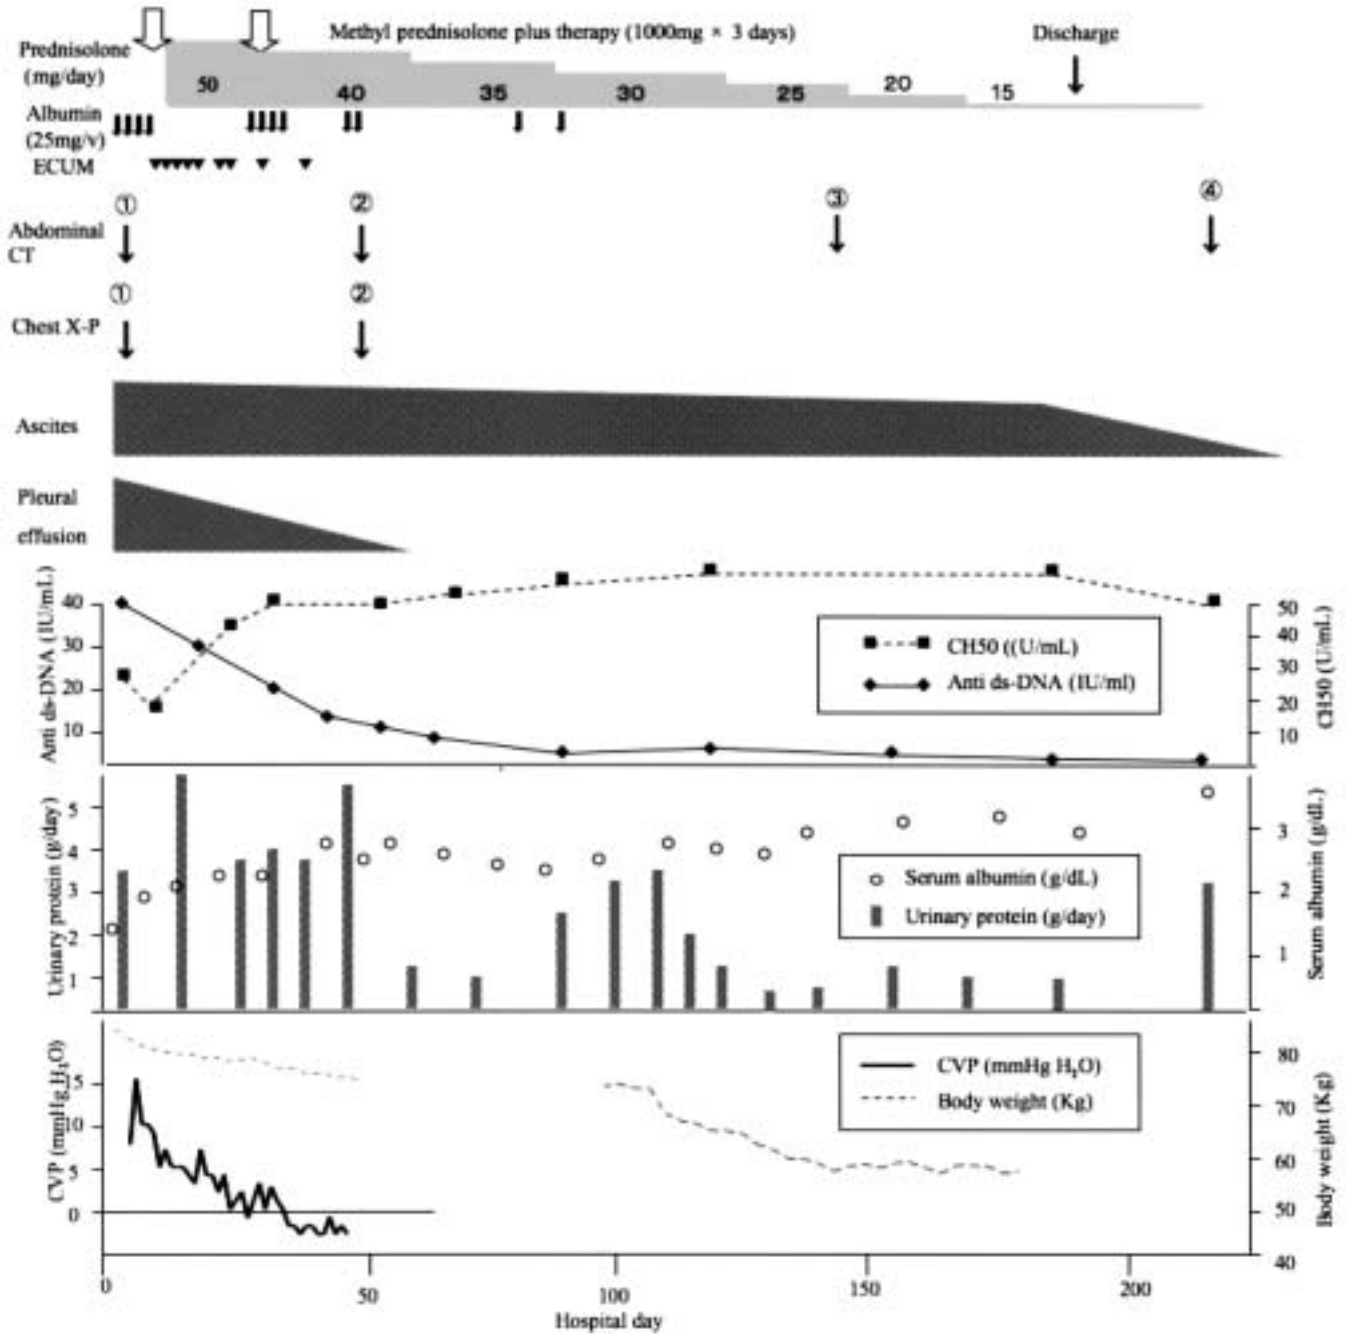 Methyl prednisolone plus therapy (1000mg × 3 days)
Discharge
Prednisolone
(mg/day)
50
40
35
30
25
20
15
Albumin
(25mg/v)
ECUM
① ② ③ ④
Abdominal
CT
① ②
Chest X-P
Ascites
Pleural
effusion
Anti ds-DNA (IU/mL)
40
30
20
10
CH50 ((U/mL)
Anti ds-DNA (IU/ml)
50
40
30
20
10
CH50 (U/mL)
Urinary protein (g/day)
5
4
3
2
1
Serum albumin (g/dL)
Urinary protein (g/day)
3
2
1
Serum albumin (g/dL)
CVP (mmHg H₂O)
15
10
5
0
CVP (mmHg H₂O)
Body weight (Kg)
80
70
60
50
40
Body weight (Kg)
0 50 100 150 200
Hospital day